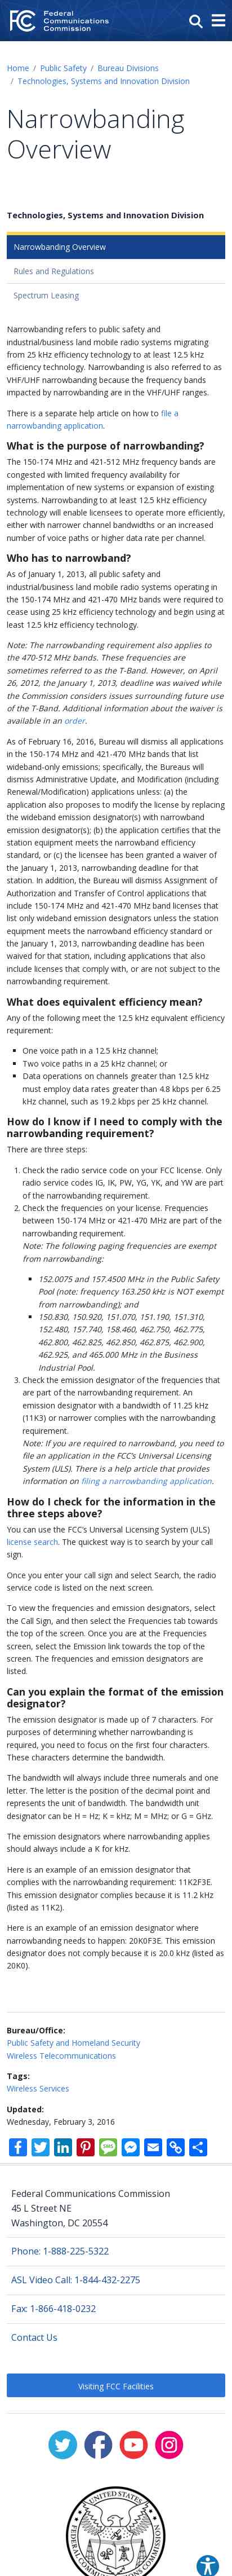 Federal
Communications
Commission
Home / Public Safety / Bureau Divisions
/ Technologies, Systems and Innovation Division
Narrowbanding
Overview
Technologies, Systems and Innovation Division
Narrowbanding Overview
Rules and Regulations
Spectrum Leasing
Narrowbanding refers to public safety and
industrial/business land mobile radio systems migrating
from 25 kHz efficiency technology to at least 12.5 kHz
efficiency technology. Narrowbanding is also referred to as
VHF/UHF narrowbanding because the frequency bands
impacted by narrowbanding are in the VHF/UHF ranges.
There is a separate help article on how to file a
narrowbanding application.
What is the purpose of narrowbanding?
The 150-174 MHz and 421-512 MHz frequency bands are
congested with limited frequency availability for
implementation of new systems or expansion of existing
systems. Narrowbanding to at least 12.5 kHz efficiency
technology will enable licensees to operate more efficiently,
either with narrower channel bandwidths or an increased
number of voice paths or higher data rate per channel.
Who has to narrowband?
As of January 1, 2013, all public safety and
industrial/business land mobile radio systems operating in
the 150-174 MHz and 421-470 MHz bands were required to
cease using 25 kHz efficiency technology and begin using at
least 12.5 kHz efficiency technology.
Note: The narrowbanding requirement also applies to
the 470-512 MHz bands. These frequencies are
sometimes referred to as the T-Band. However, on April
26, 2012, the January 1, 2013, deadline was waived while
the Commission considers issues surrounding future use
of the T-Band. Additional information about the waiver is
available in an order.
As of February 16, 2016, Bureau will dismiss all applications
in the 150-174 MHz and 421-470 MHz bands that list
wideband-only emissions; specifically, the Bureaus will
dismiss Administrative Update, and Modification (including
Renewal/Modification) applications unless: (a) the
application also proposes to modify the license by replacing
the wideband emission designator(s) with narrowband
emission designator(s); (b) the application certifies that the
station equipment meets the narrowband efficiency
standard, or (c) the licensee has been granted a waiver of
the January 1, 2013, narrowbanding deadline for that
station. In addition, the Bureau will dismiss Assignment of
Authorization and Transfer of Control applications that
include 150-174 MHz and 421-470 MHz band licenses that
list only wideband emission designators unless the station
equipment meets the narrowband efficiency standard or
the January 1, 2013, narrowbanding deadline has been
waived for that station, including applications that also
include licenses that comply with, or are not subject to the
narrowbanding requirement.
What does equivalent efficiency mean?
Any of the following meet the 12.5 kHz equivalent efficiency
requirement:
One voice path in a 12.5 kHz channel;
Two voice paths in a 25 kHz channel; or
Data operations on channels greater than 12.5 kHz
must employ data rates greater than 4.8 kbps per 6.25
kHz channel, such as 19.2 kbps per 25 kHz channel.
How do I know if I need to comply with the
narrowbanding requirement?
There are three steps:
1. Check the radio service code on your FCC license. Only
radio service codes IG, IK, PW, YG, YK, and YW are part
of the narrowbanding requirement.
2. Check the frequencies on your license. Frequencies
between 150-174 MHz or 421-470 MHz are part of the
narrowbanding requirement.
Note: The following paging frequencies are exempt
from narrowbanding:
152.0075 and 157.4500 MHz in the Public Safety
Pool (note: frequency 163.250 kHz is NOT exempt
from narrowbanding); and
150.830, 150.920, 151.070, 151.190, 151.310,
152.480, 157.740, 158.460, 462.750, 462.775,
462.800, 462.825, 462.850, 462.875, 462.900,
462.925, and 465.000 MHz in the Business
Industrial Pool.
3. Check the emission designator of the frequencies that
are part of the narrowbanding requirement. An
emission designator with a bandwidth of 11.25 kHz
(11K3) or narrower complies with the narrowbanding
requirement.
Note: If you are required to narrowband, you need to
file an application in the FCC's Universal Licensing
System (ULS). There is a help article that provides
information on filing a narrowbanding application.
How do I check for the information in the
three steps above?
You can use the FCC's Universal Licensing System (ULS)
license search. The quickest way is to search by your call
sign.
Once you enter your call sign and select Search, the radio
service code is listed on the next screen.
To view the frequencies and emission designators, select
the Call Sign, and then select the Frequencies tab towards
the top of the screen. Once you are at the Frequencies
screen, select the Emission link towards the top of the
screen. The frequencies and emission designators are
listed.
Can you explain the format of the emission
designator?
The emission designator is made up of 7 characters. For
purposes of determining whether narrowbanding is
required, you need to focus on the first four characters.
These characters determine the bandwidth.
The bandwidth will always include three numerals and one
letter. The letter is the position of the decimal point and
represents the unit of bandwidth. The bandwidth unit
designator can be H = Hz; K = kHz; M = MHz; or G = GHz.
The emission designators where narrowbanding applies
should always include a K for kHz.
Here is an example of an emission designator that
complies with the narrowbanding requirement: 11K2F3E.
This emission designator complies because it is 11.2 kHz
(listed as 11K2).
Here is an example of an emission designator where
narrowbanding needs to happen: 20K0F3E. This emission
designator does not comply because it is 20.0 kHz (listed as
20K0).
Bureau/Office:
Public Safety and Homeland Security
Wireless Telecommunications
Tags:
Wireless Services
Updated:
Wednesday, February 3, 2016
Federal Communications Commission
45 L Street NE
Washington, DC 20554
Phone: 1-888-225-5322
ASL Video Call: 1-844-432-2275
Fax: 1-866-418-0232
Contact Us
Visiting FCC Facilities
UNITED STATES